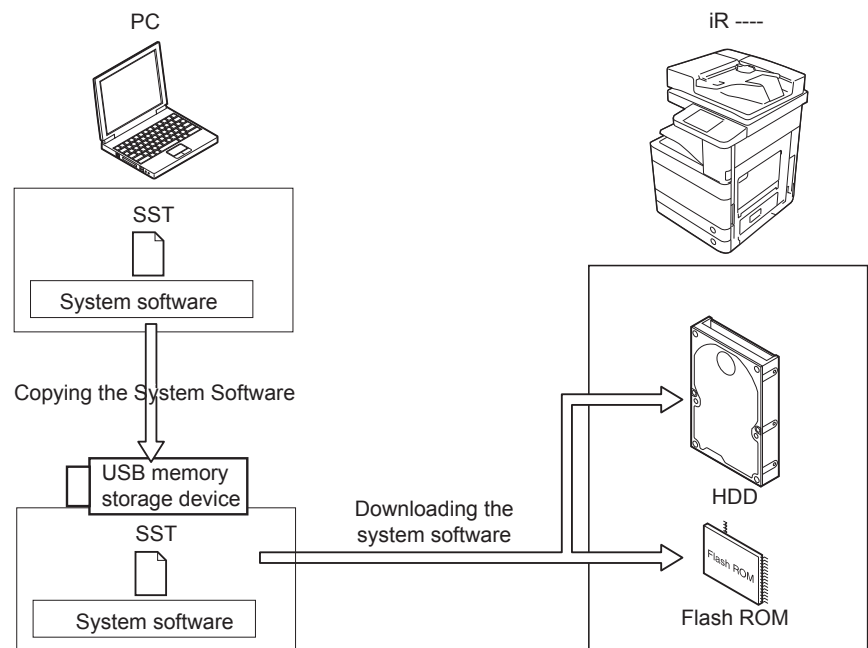 PC
iR ----
SST
System software
Copying the System Software
USB memory
storage device
SST
System software
Downloading the
system software
HDD
Flash ROM
Flash ROM